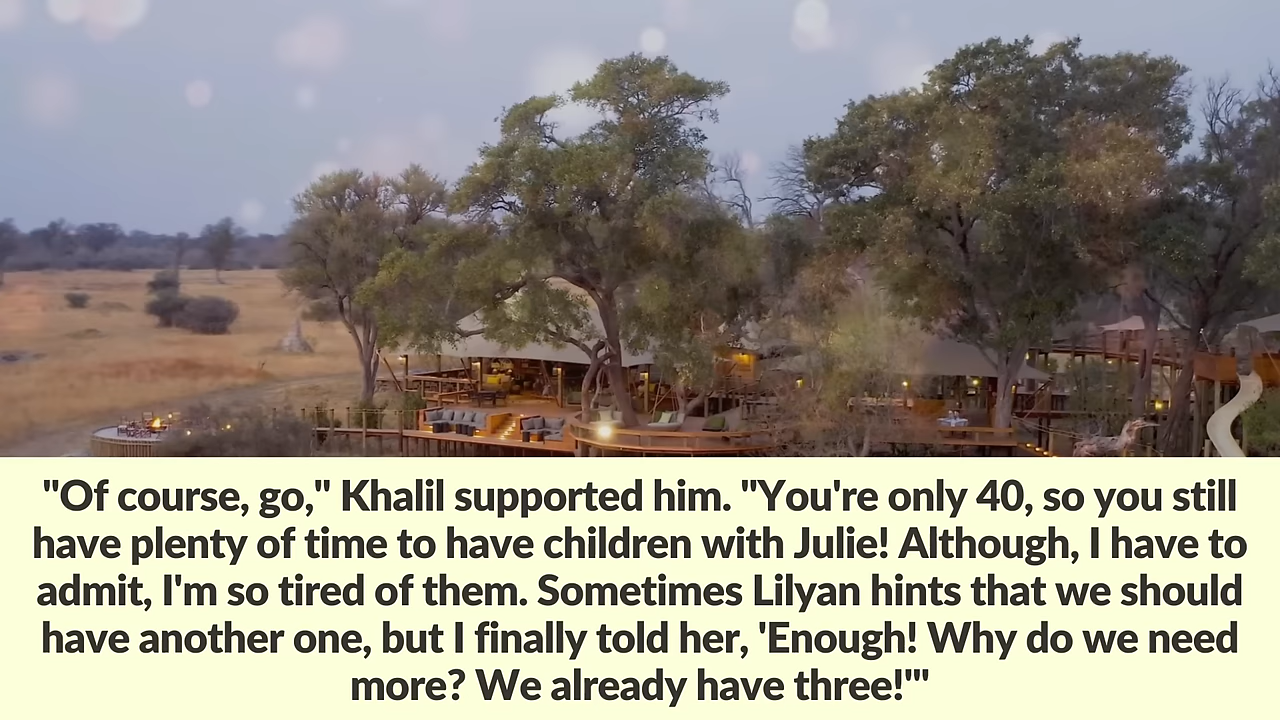 "Of course, go," Khalil supported him. "You're only 40, so you still
have plenty of time to have children with Julie! Although, I have to
admit, I'm so tired of them. Sometimes Lilyan hints that we should
have another one, but I finally told her, 'Enough! Why do we need
more? We already have three!'"